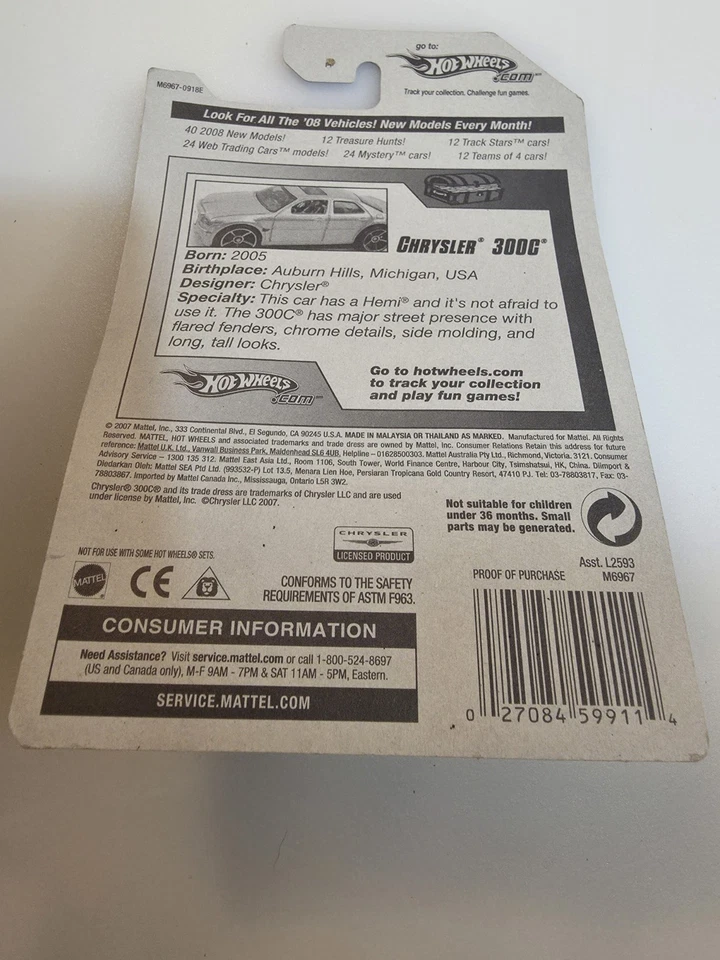 go to:
HOT WHEELS
.COM™
Track your collection. Challenge fun games.
M6967-0918E
Look For All The '08 Vehicles! New Models Every Month!
40 2008 New Models! 12 Treasure Hunts! 12 Track Stars™ cars!
24 Web Trading Cars™ models! 24 Mystery™ cars! 12 Teams of 4 cars!
CHRYSLER® 300C®
Born: 2005
Birthplace: Auburn Hills, Michigan, USA
Designer: Chrysler®
Specialty: This car has a Hemi® and it's not afraid to
use it. The 300C® has major street presence with
flared fenders, chrome details, side molding, and
long, tall looks.
HOT WHEELS
.COM™
Go to hotwheels.com
to track your collection
and play fun games!
© 2007 Mattel, Inc., 333 Continental Blvd., El Segundo, CA 90245 U.S.A. MADE IN MALAYSIA OR THAILAND AS MARKED. Manufactured for Mattel. All Rights
Reserved. MATTEL, HOT WHEELS and associated trademarks and trade dress are owned by Mattel, Inc. Consumer Relations Retain this address for future
reference: Mattel U.K. Ltd., Vanwall Business Park, Maidenhead SL6 4UB. Helpline – 01628500303. Mattel Australia Pty Ltd., Richmond, Victoria. 3121. Consumer
Advisory Service – 1300 135 312. Mattel East Asia Ltd., Room 1106, South Tower, World Finance Centre, Harbour City, Tsimshatsui, HK, China. Diimport &
Diedarkan Oleh: Mattel SEA Ptd Ltd. (993532-P) Lot 13.5, Menara Lien Hoe, Persiaran Tropicana Gold Country Resort, 47410 PJ. Tel: 03-78803817, Fax: 03-
78803867. Imported by Mattel Canada Inc., Mississauga, Ontario L5R 3W2.
Chrysler® 300C® and its trade dress are trademarks of Chrysler LLC and are used
under license by Mattel, Inc. ©Chrysler LLC 2007.
Not suitable for children
under 36 months. Small
parts may be generated.
CHRYSLER
LICENSED PRODUCT
NOT FOR USE WITH SOME HOT WHEELS® SETS.
MATTEL
CE
CONFORMS TO THE SAFETY
REQUIREMENTS OF ASTM F963.
Asst. L2593
PROOF OF PURCHASE M6967
CONSUMER INFORMATION
Need Assistance? Visit service.mattel.com or call 1-800-524-8697
(US and Canada only), M-F 9AM - 7PM & SAT 11AM - 5PM, Eastern.
SERVICE.MATTEL.COM
0 27084 59911 4